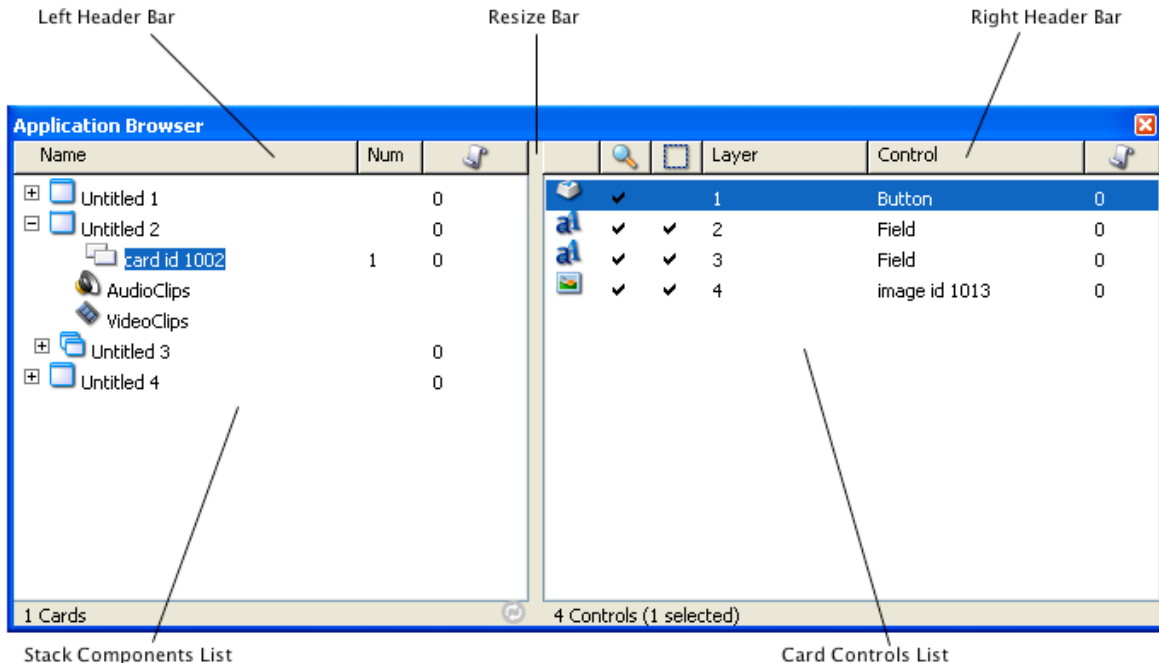 Left Header Bar Resize Bar Right Header Bar
Application Browser
Name Num Layer Control
Untitled 1 0 1 Button 0
Untitled 2 0 2 Field 0
card id 1002 1 0 3 Field 0
AudioClips 4 image id 1013 0
VideoClips
Untitled 3 0
Untitled 4 0
1 Cards 4 Controls (1 selected)
Stack Components List Card Controls List